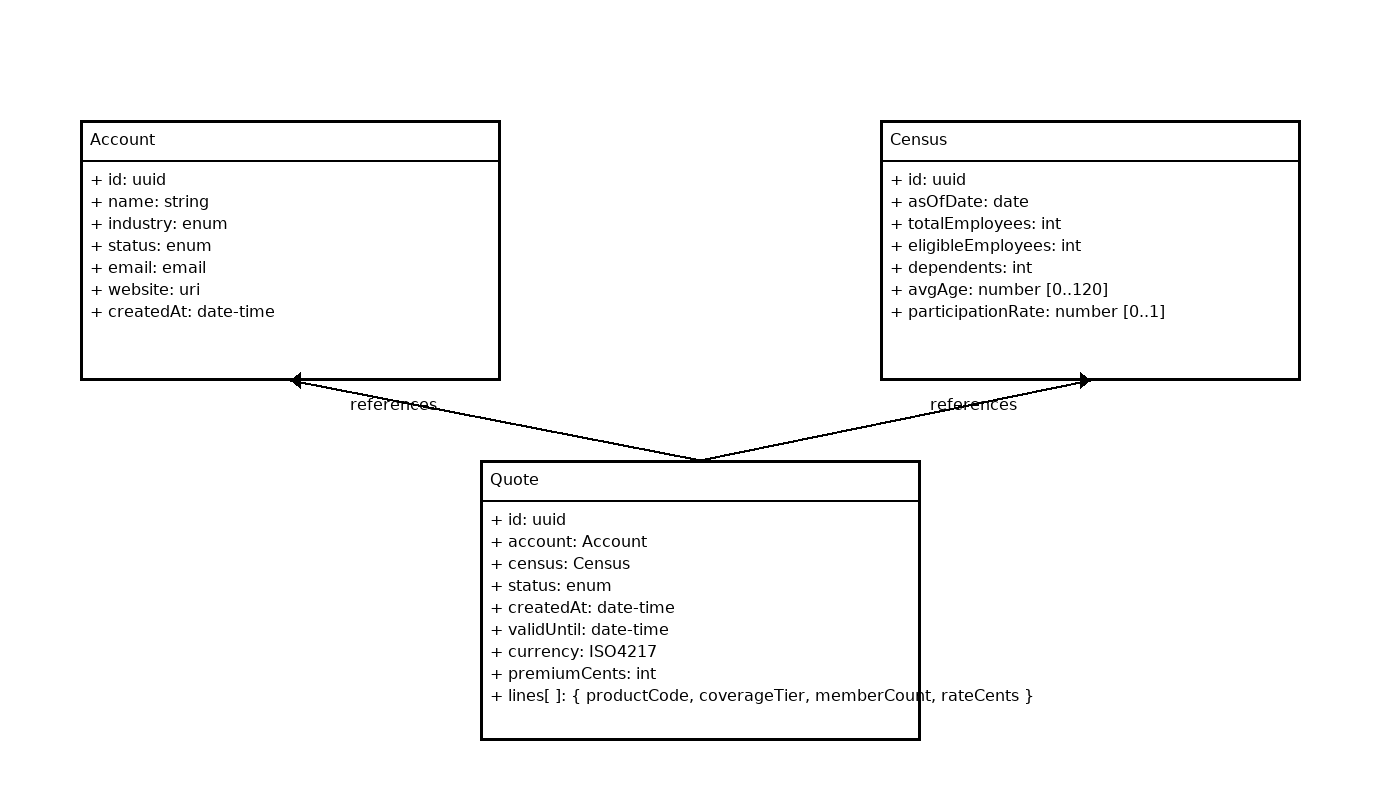 Account
+ id: uuid
+ name: string
+ industry: enum
+ status: enum
+ email: email
+ website: uri
+ createdAt: date-time
Census
+ id: uuid
+ asOfDate: date
+ totalEmployees: int
+ eligibleEmployees: int
+ dependents: int
+ avgAge: number [0..120]
+ participationRate: number [0..1]
references
references
Quote
+ id: uuid
+ account: Account
+ census: Census
+ status: enum
+ createdAt: date-time
+ validUntil: date-time
+ currency: ISO4217
+ premiumCents: int
+ lines[ ]: { productCode, coverageTier, memberCount, rateCents }